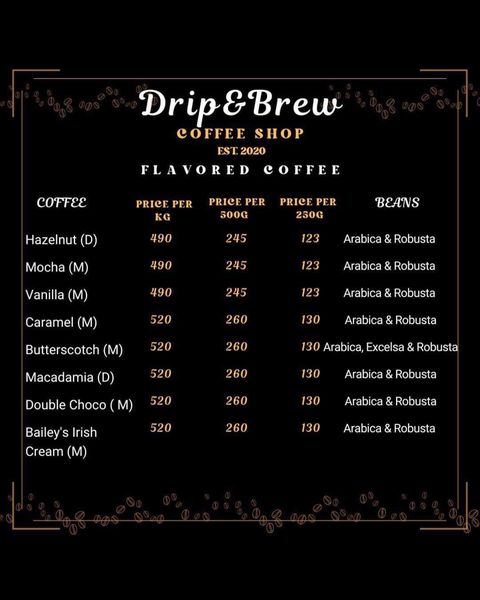 Drip&Brew
COFFEE SHOP
EST. 2020
FLAVORED COFFEE
COFFEE PRICE PER KG PRICE PER 500G PRICE PER 250G BEANS
Hazelnut (D) 490 245 123 Arabica & Robusta
Mocha (M) 490 245 123 Arabica & Robusta
Vanilla (M) 490 245 123 Arabica & Robusta
Caramel (M) 520 260 130 Arabica & Robusta
Butterscotch (M) 520 260 130 Arabica, Excelsa & Robusta
Macadamia (D) 520 260 130 Arabica & Robusta
Double Choco ( M) 520 260 130 Arabica & Robusta
Bailey's Irish 520 260 130 Arabica & Robusta
Cream (M)